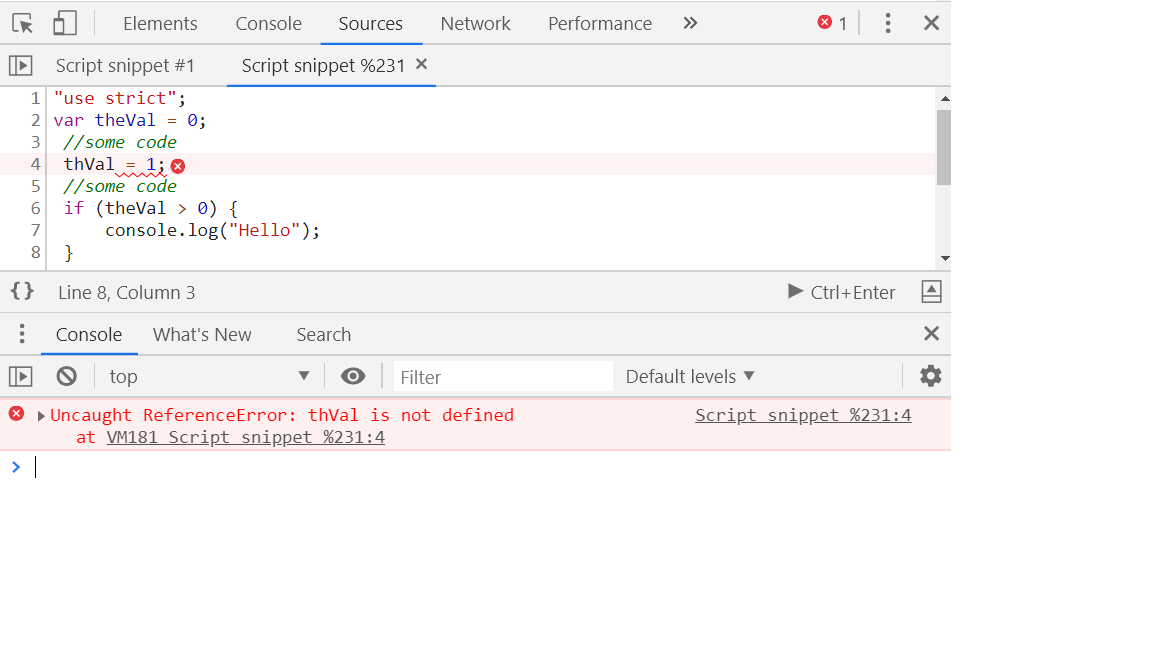 Elements Console Sources Network Performance » 1
Script snippet #1 Script snippet %231
1 "use strict";
2 var theVal = 0;
3 //some code
4 thVal = 1;
5 //some code
6 if (theVal > 0) {
7 console.log("Hello");
8 }
{} Line 8, Column 3 Ctrl+Enter
Console What's New Search
top Filter Default levels
Uncaught ReferenceError: thVal is not defined Script snippet %231:4
at VM181 Script snippet %231:4
>